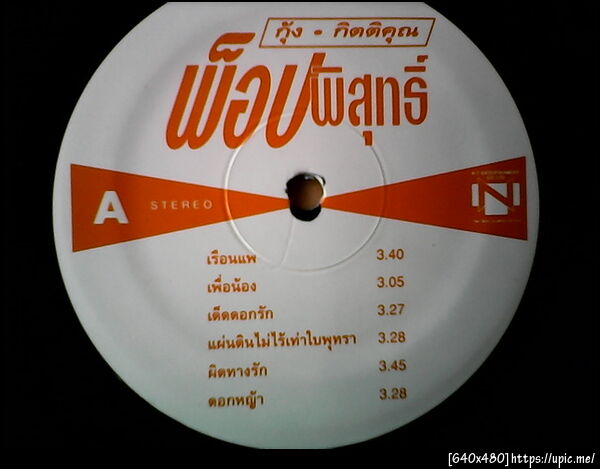 กุ้ง - กิตติคุณ
พ็อปพิสุทธิ์
A STEREO
N
เรือนแพ 3.40
เพื่อน้อง 3.05
เด็ดดอกรัก 3.27
แผ่นดินไม่ไร้เท่าใบพุทรา 3.28
ผิดทางรัก 3.45
ดอกหญ้า 3.28
[640x480]https://upic.me/